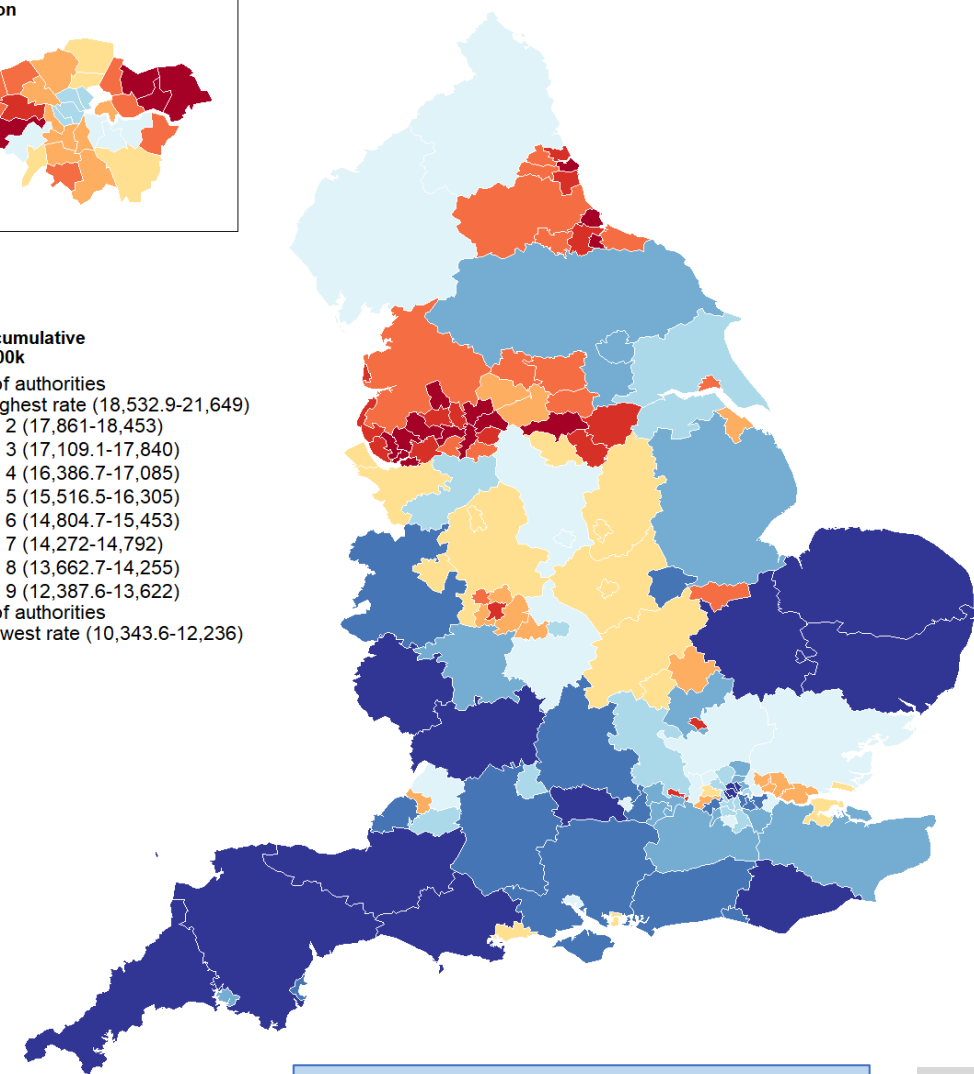 on
cumulative
00k
of authorities
ghest rate (18,532.9-21,649)
2 (17,861-18,453)
3 (17,109.1-17,840)
4 (16,386.7-17,085)
5 (15,516.5-16,305)
6 (14,804.7-15,453)
7 (14,272-14,792)
8 (13,662.7-14,255)
9 (12,387.6-13,622)
of authorities
west rate (10,343.6-12,236)